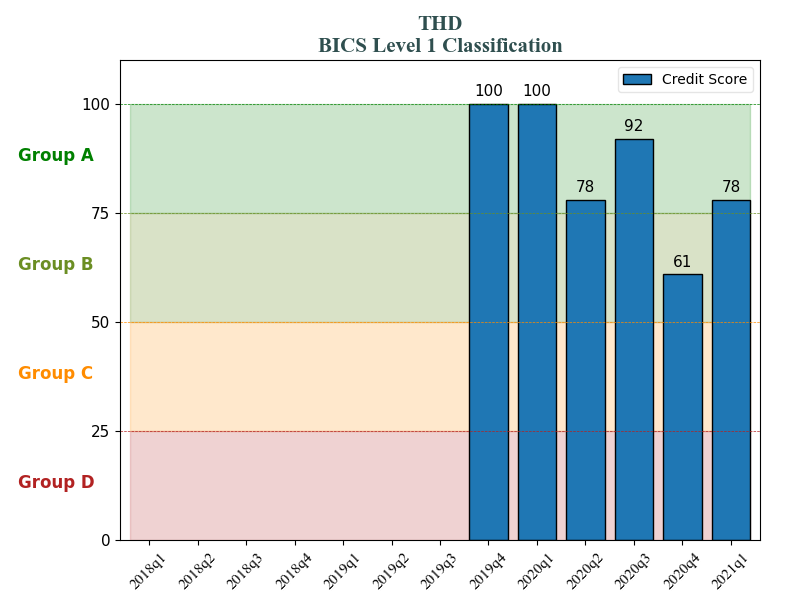 THD
BICS Level 1 Classification
Credit Score
100
100
100
92
Group A
78
78
75
Group B
61
50
Group C
25
Group D
0
2018q1
2018q2
2018q3
2018q4
2019q1
2019q2
2019q3
2019q4
2020q1
2020q2
2020q3
2020q4
2021q1